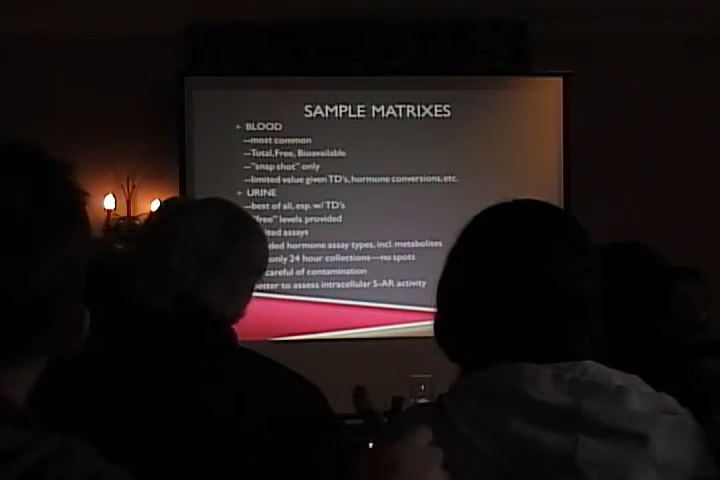 SAMPLE MATRIXES
BLOOD
--most common
--Total, Free, Bioavailable
--"snap shot" only
--limited value given TD's, hormone conversions, etc.
URINE
--best of all, esp. w/ TD's
"free" levels provided
assays
hormone assay types, incl. metabolites
only 24 hour collections—no spots
careful of contamination
to assess intracellular 5-AR activity